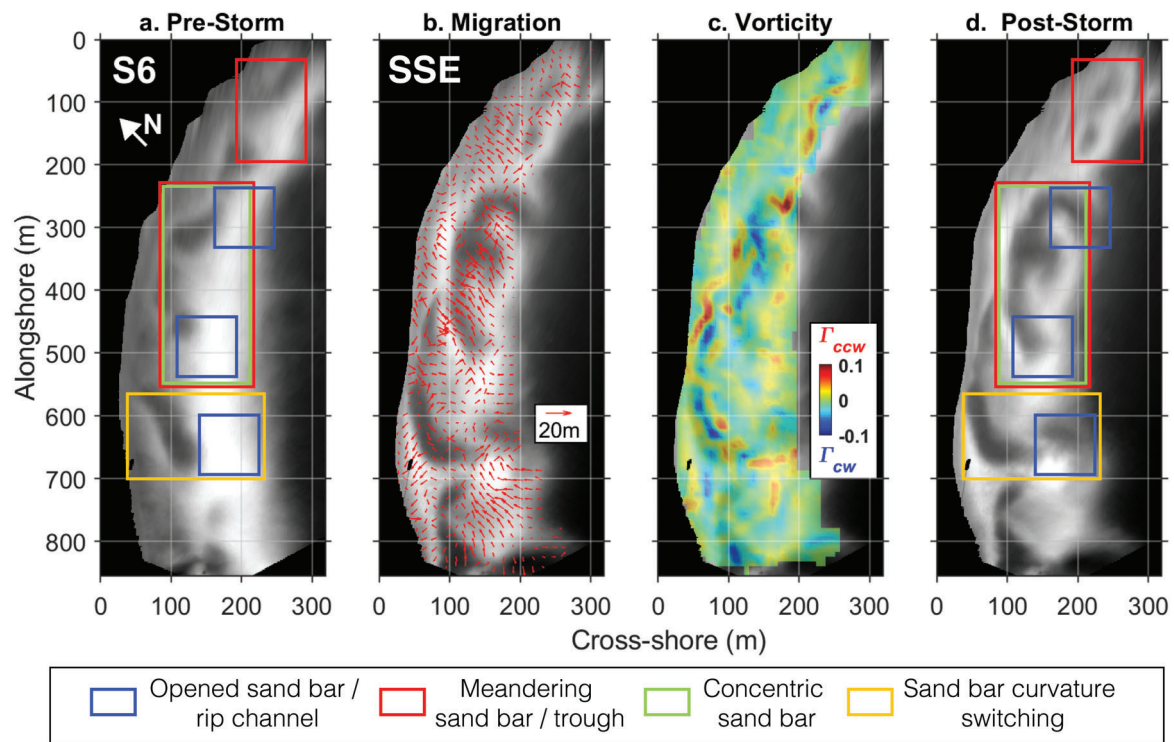 a. Pre-Storm
b. Migration
c. Vorticity
d. Post-Storm
S6
SSE
N
0
100
200
300
400
500
600
700
800
Alongshore (m)
20m
Γccw
0.1
0
-0.1
Γcw
0 100 200 300
0 100 200 300
0 100 200 300
0 100 200 300
Cross-shore (m)
Opened sand bar /
rip channel
Meandering
sand bar / trough
Concentric
sand bar
Sand bar curvature
switching